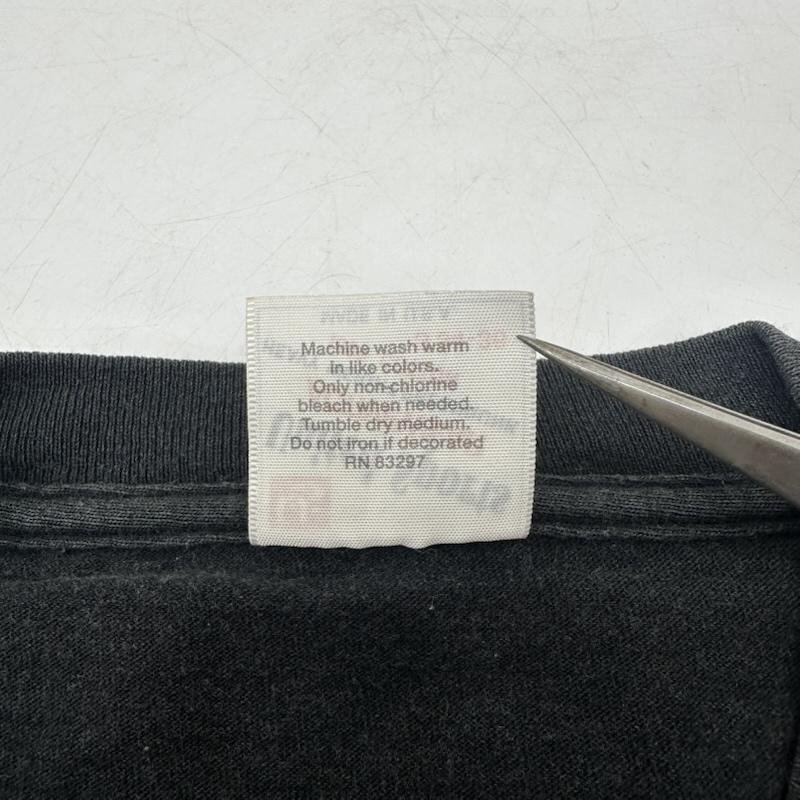 Machine wash warm
in like colors.
Only non-chlorine
bleach when needed.
Tumble dry medium.
Do not iron if decorated
RN 83297